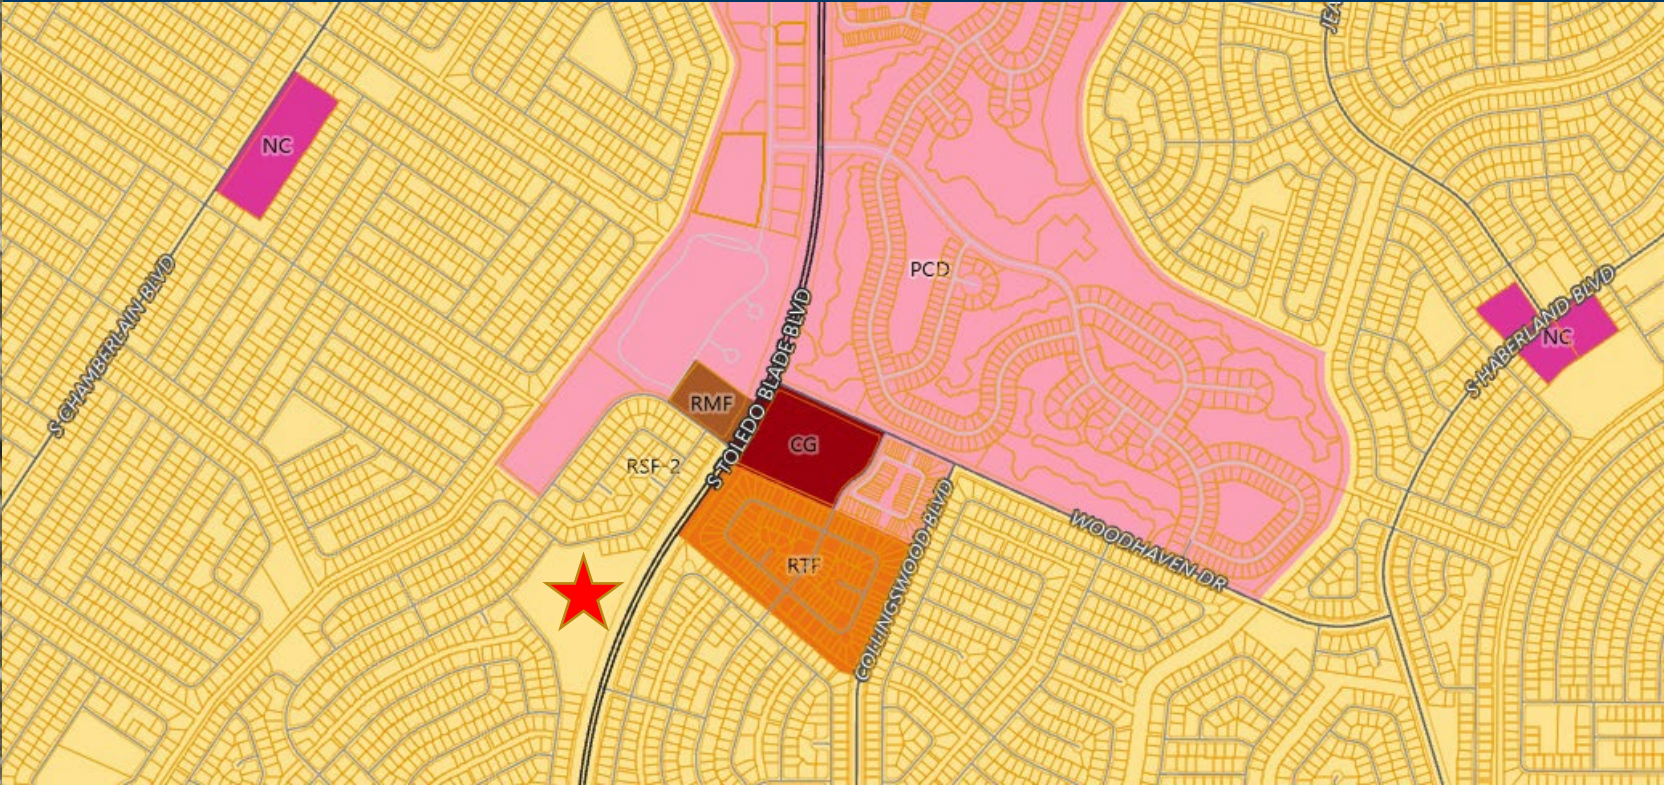 JEA
NC
S CHAMBERLAIN BLVD
PCD
S TOLEDO BLADE BLVD
S HABERLAND BLVD
NC
RMF
CG
RSF-2
COLLINGSWOOD BLVD
WOODHAVEN DR
RTF